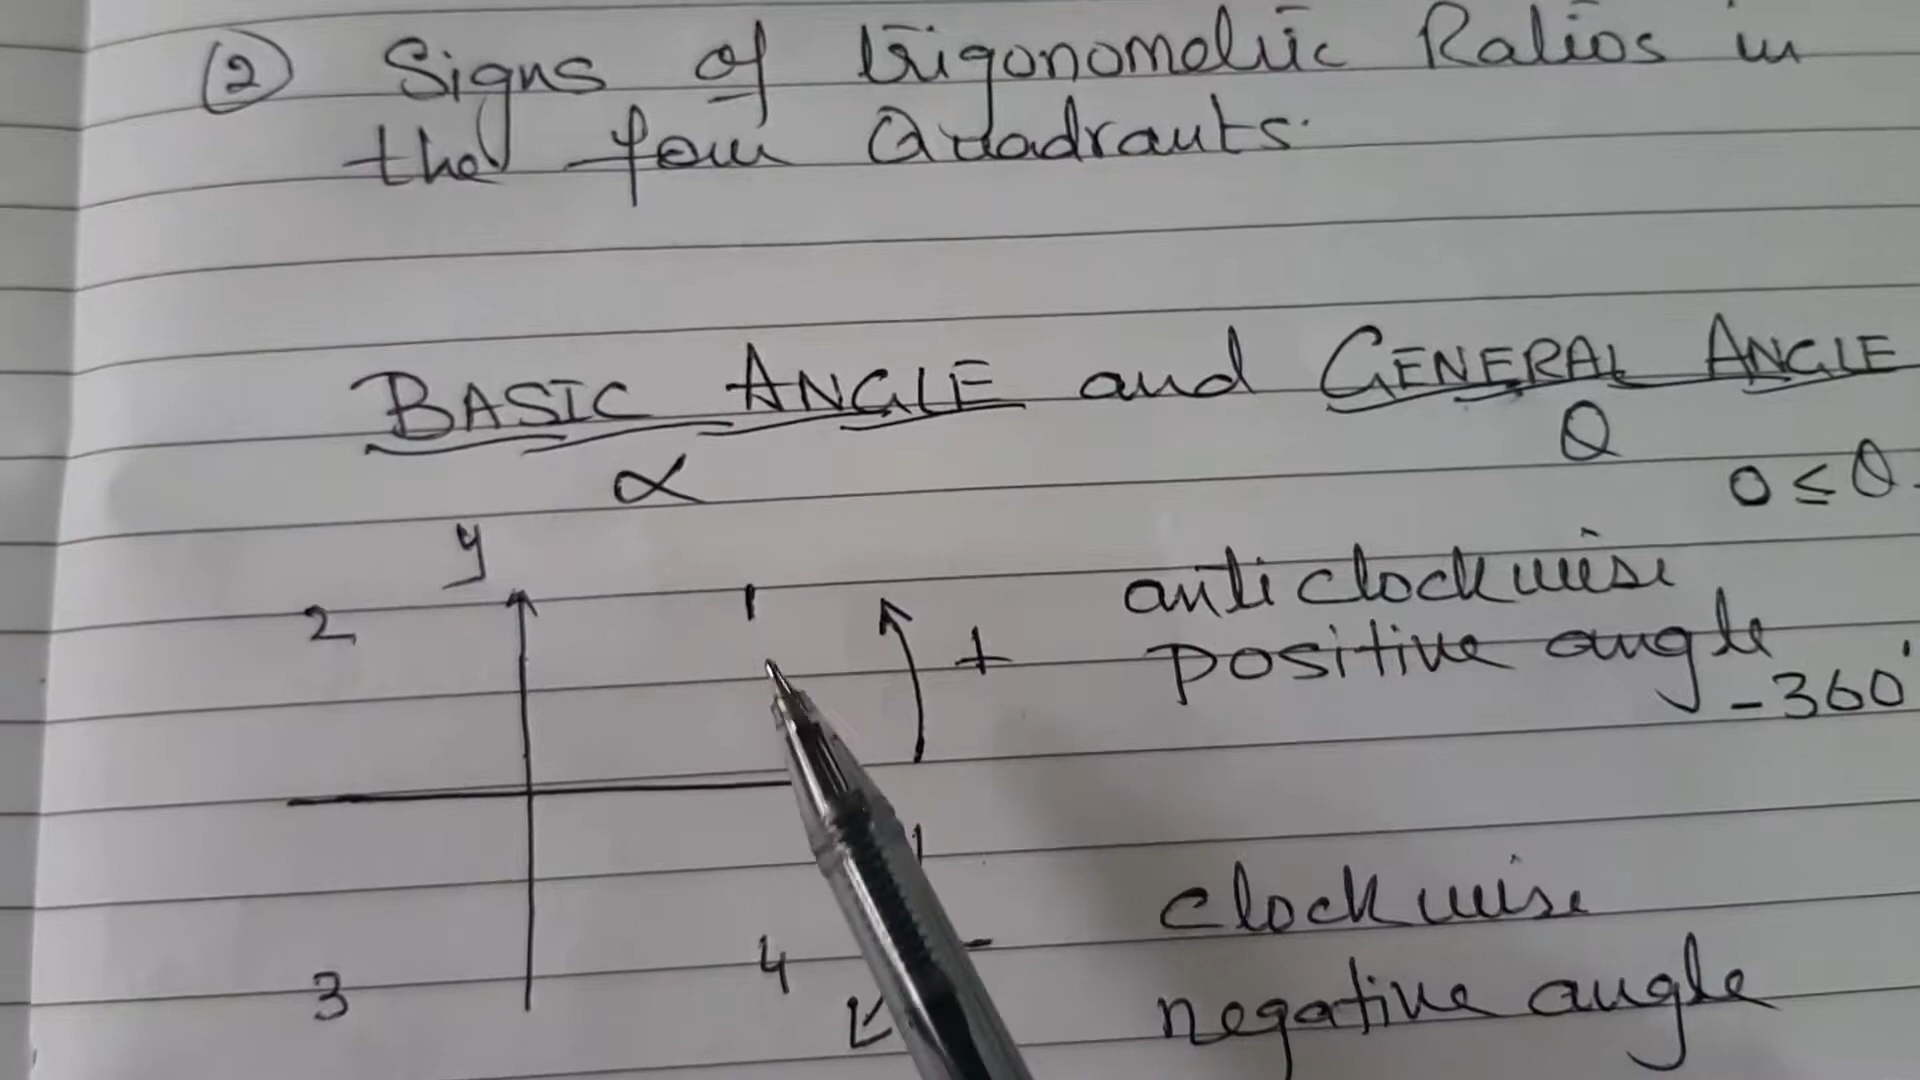 ② Signs of trigonometric Ratios in
the four Quadrants.
BASIC ANGLE and GENERAL ANGLE
α θ
0 ≤ θ
y
2 1 + anticlockwise
positive angle
-360°
clockwise
3 4 - negative angle